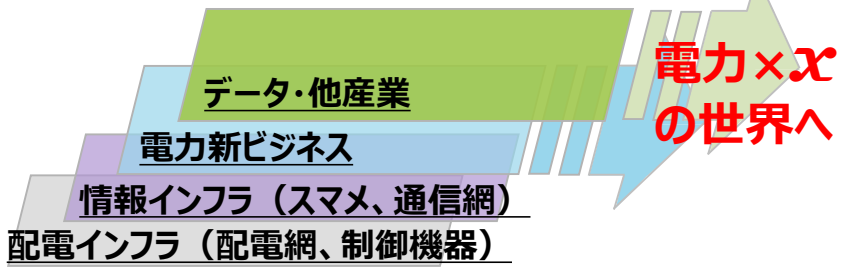 データ・他産業
電力×x
の世界へ
電力新ビジネス
情報インフラ（スマメ、通信網）
配電インフラ（配電網、制御機器）